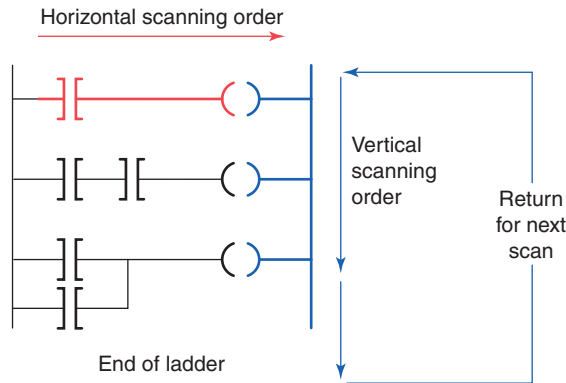 Horizontal scanning order
Vertical
scanning
order
Return
for next
scan
End of ladder